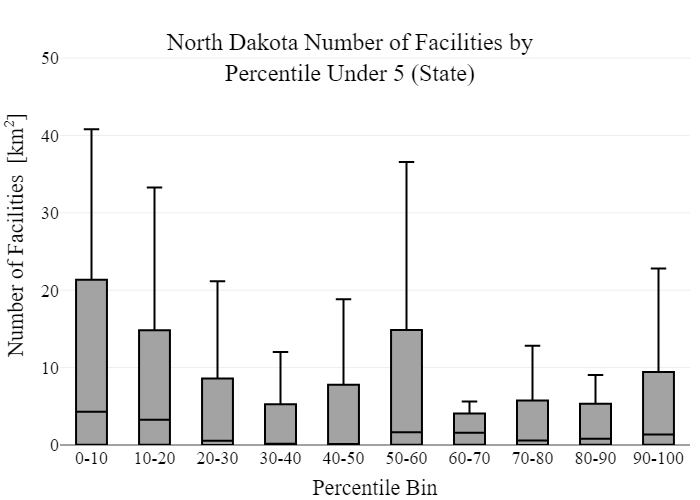 North Dakota Number of Facilities by
Percentile Under 5 (State)
Number of Facilities [km²]
50
40
30
20
10
0
0-10 10-20 20-30 30-40 40-50 50-60 60-70 70-80 80-90 90-100
Percentile Bin